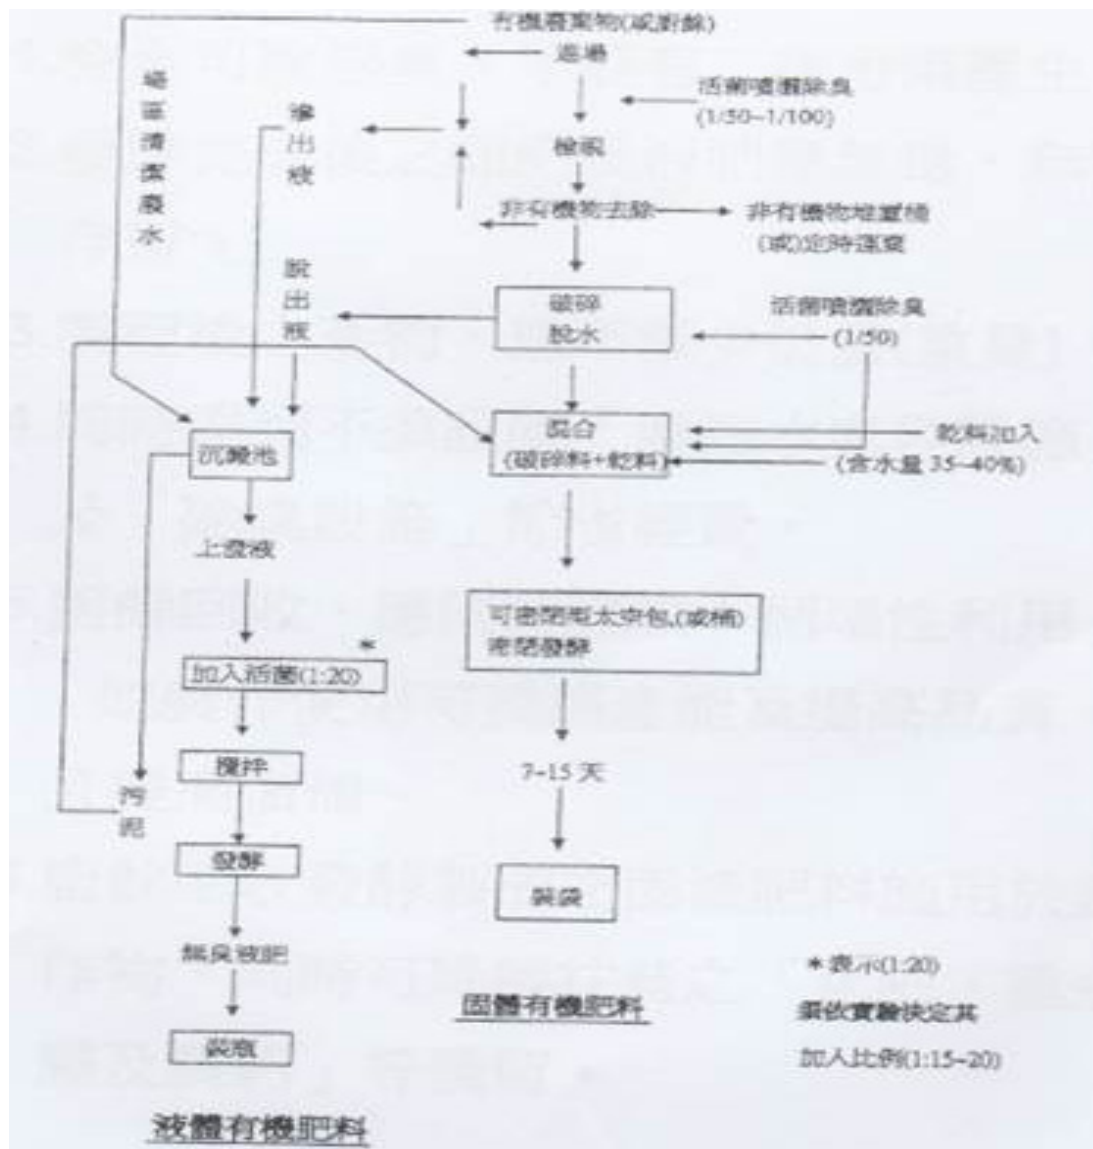 有機廢棄物(或廚餘)
進場
活菌噴灑除臭
(1/50~1/100)
檢視
非有機物去除
非有機物堆置桶
(或)定時運棄
清洗廢水
滲出液
脫出液
破碎
脫水
活菌噴灑除臭
(1/50)
混合
(破碎料+乾料)
乾料加入
(含水量 35~40%)
沉澱池
上澄液
加入活菌(1:20)
*
攪拌
污泥
發酵
無臭液肥
裝瓶
液體有機肥料
可密閉型太空包,(或桶)
密閉發酵
7~15 天
裝袋
固體有機肥料
*表示(1:20)
須依實驗決定其
加入比例(1:15~20)